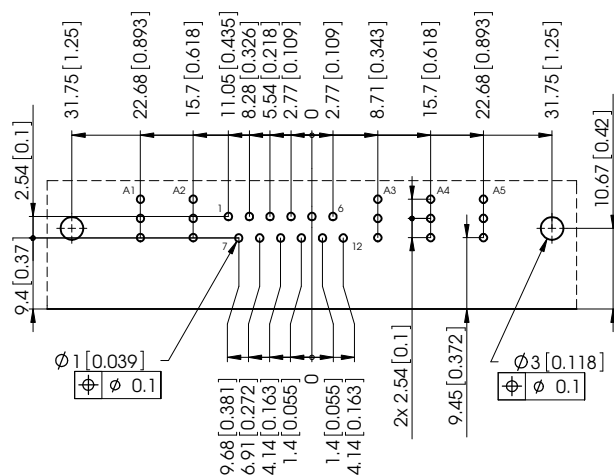 31.75 [1.25]
22.68 [0.893]
15.7 [0.618]
11.05 [0.435]
8.28 [0.326]
5.54 [0.218]
2.77 [0.109]
0
2.77 [0.109]
8.71 [0.343]
15.7 [0.618]
22.68 [0.893]
31.75 [1.25]
2.54 [0.1]
10.67 [0.42]
A1
A2
A3
A4
A5
1
6
7
12
9.4 [0.37
Ø1 [0.039]
⌖ Ø 0.1
9.68 [0.381]
6.91 [0.272]
4.14 [0.163]
1.4 [0.055]
0
1.4 [0.055]
4.14 [0.163]
2x 2.54 [0.1]
9.45 [0.372]
Ø3 [0.118]
⌖ Ø 0.1